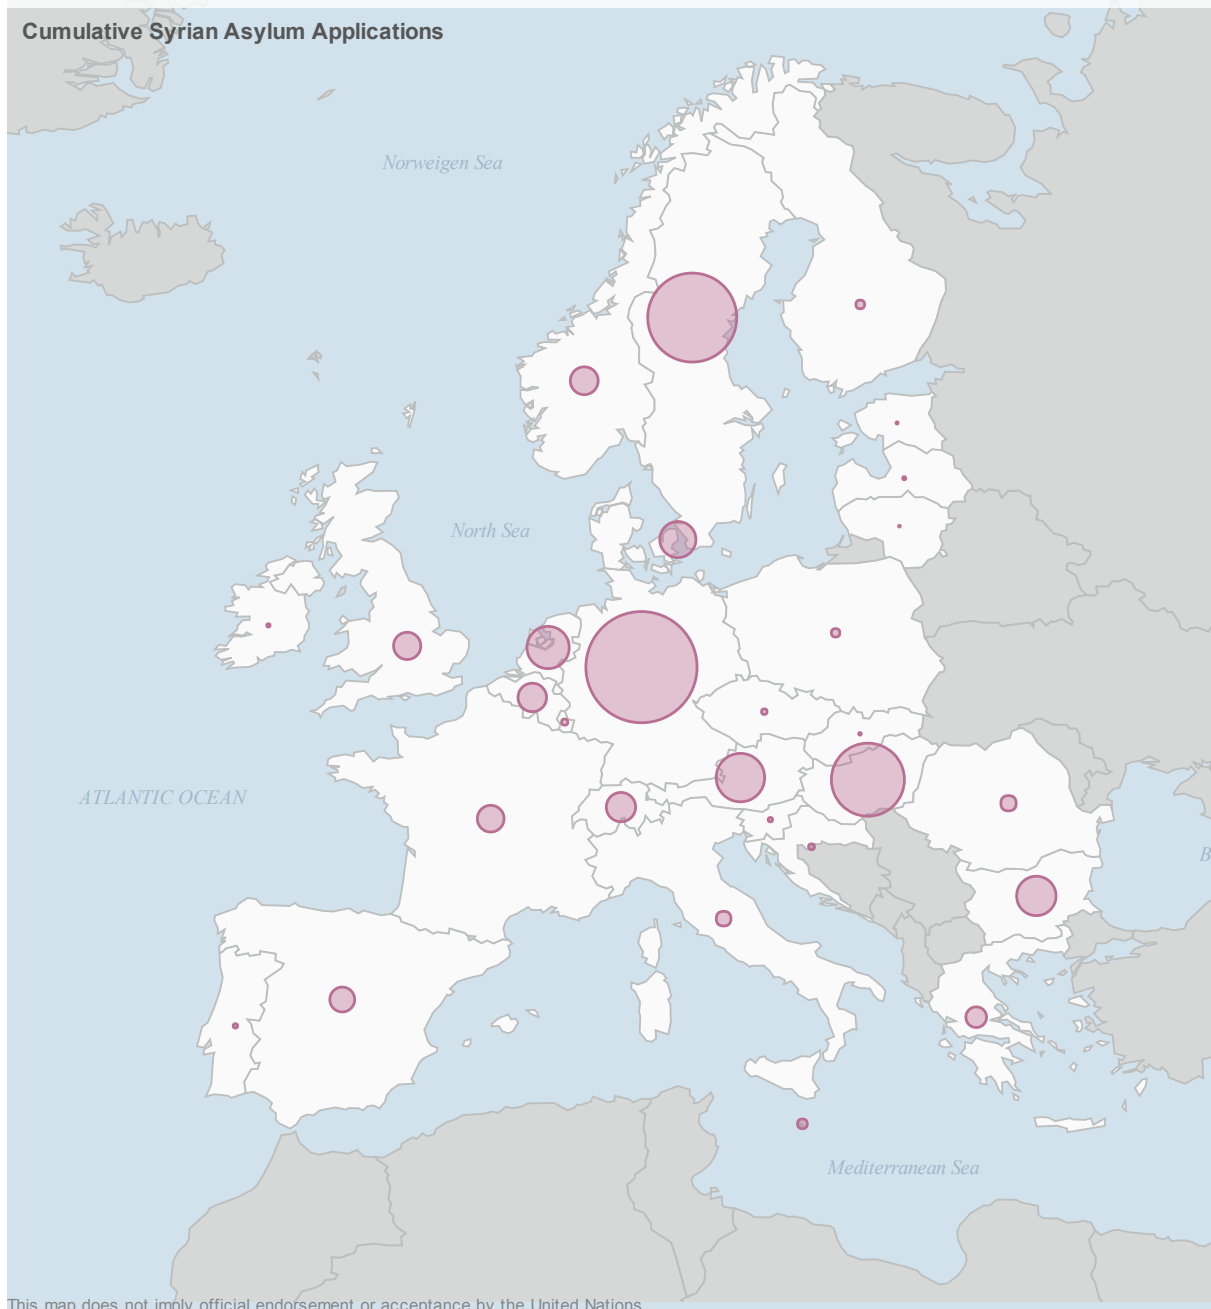 Cumulative Syrian Asylum Applications
Norweigen Sea
North Sea
ATLANTIC OCEAN
B
Mediterranean Sea
This map does not imply official endorsement or acceptance by the United Nations